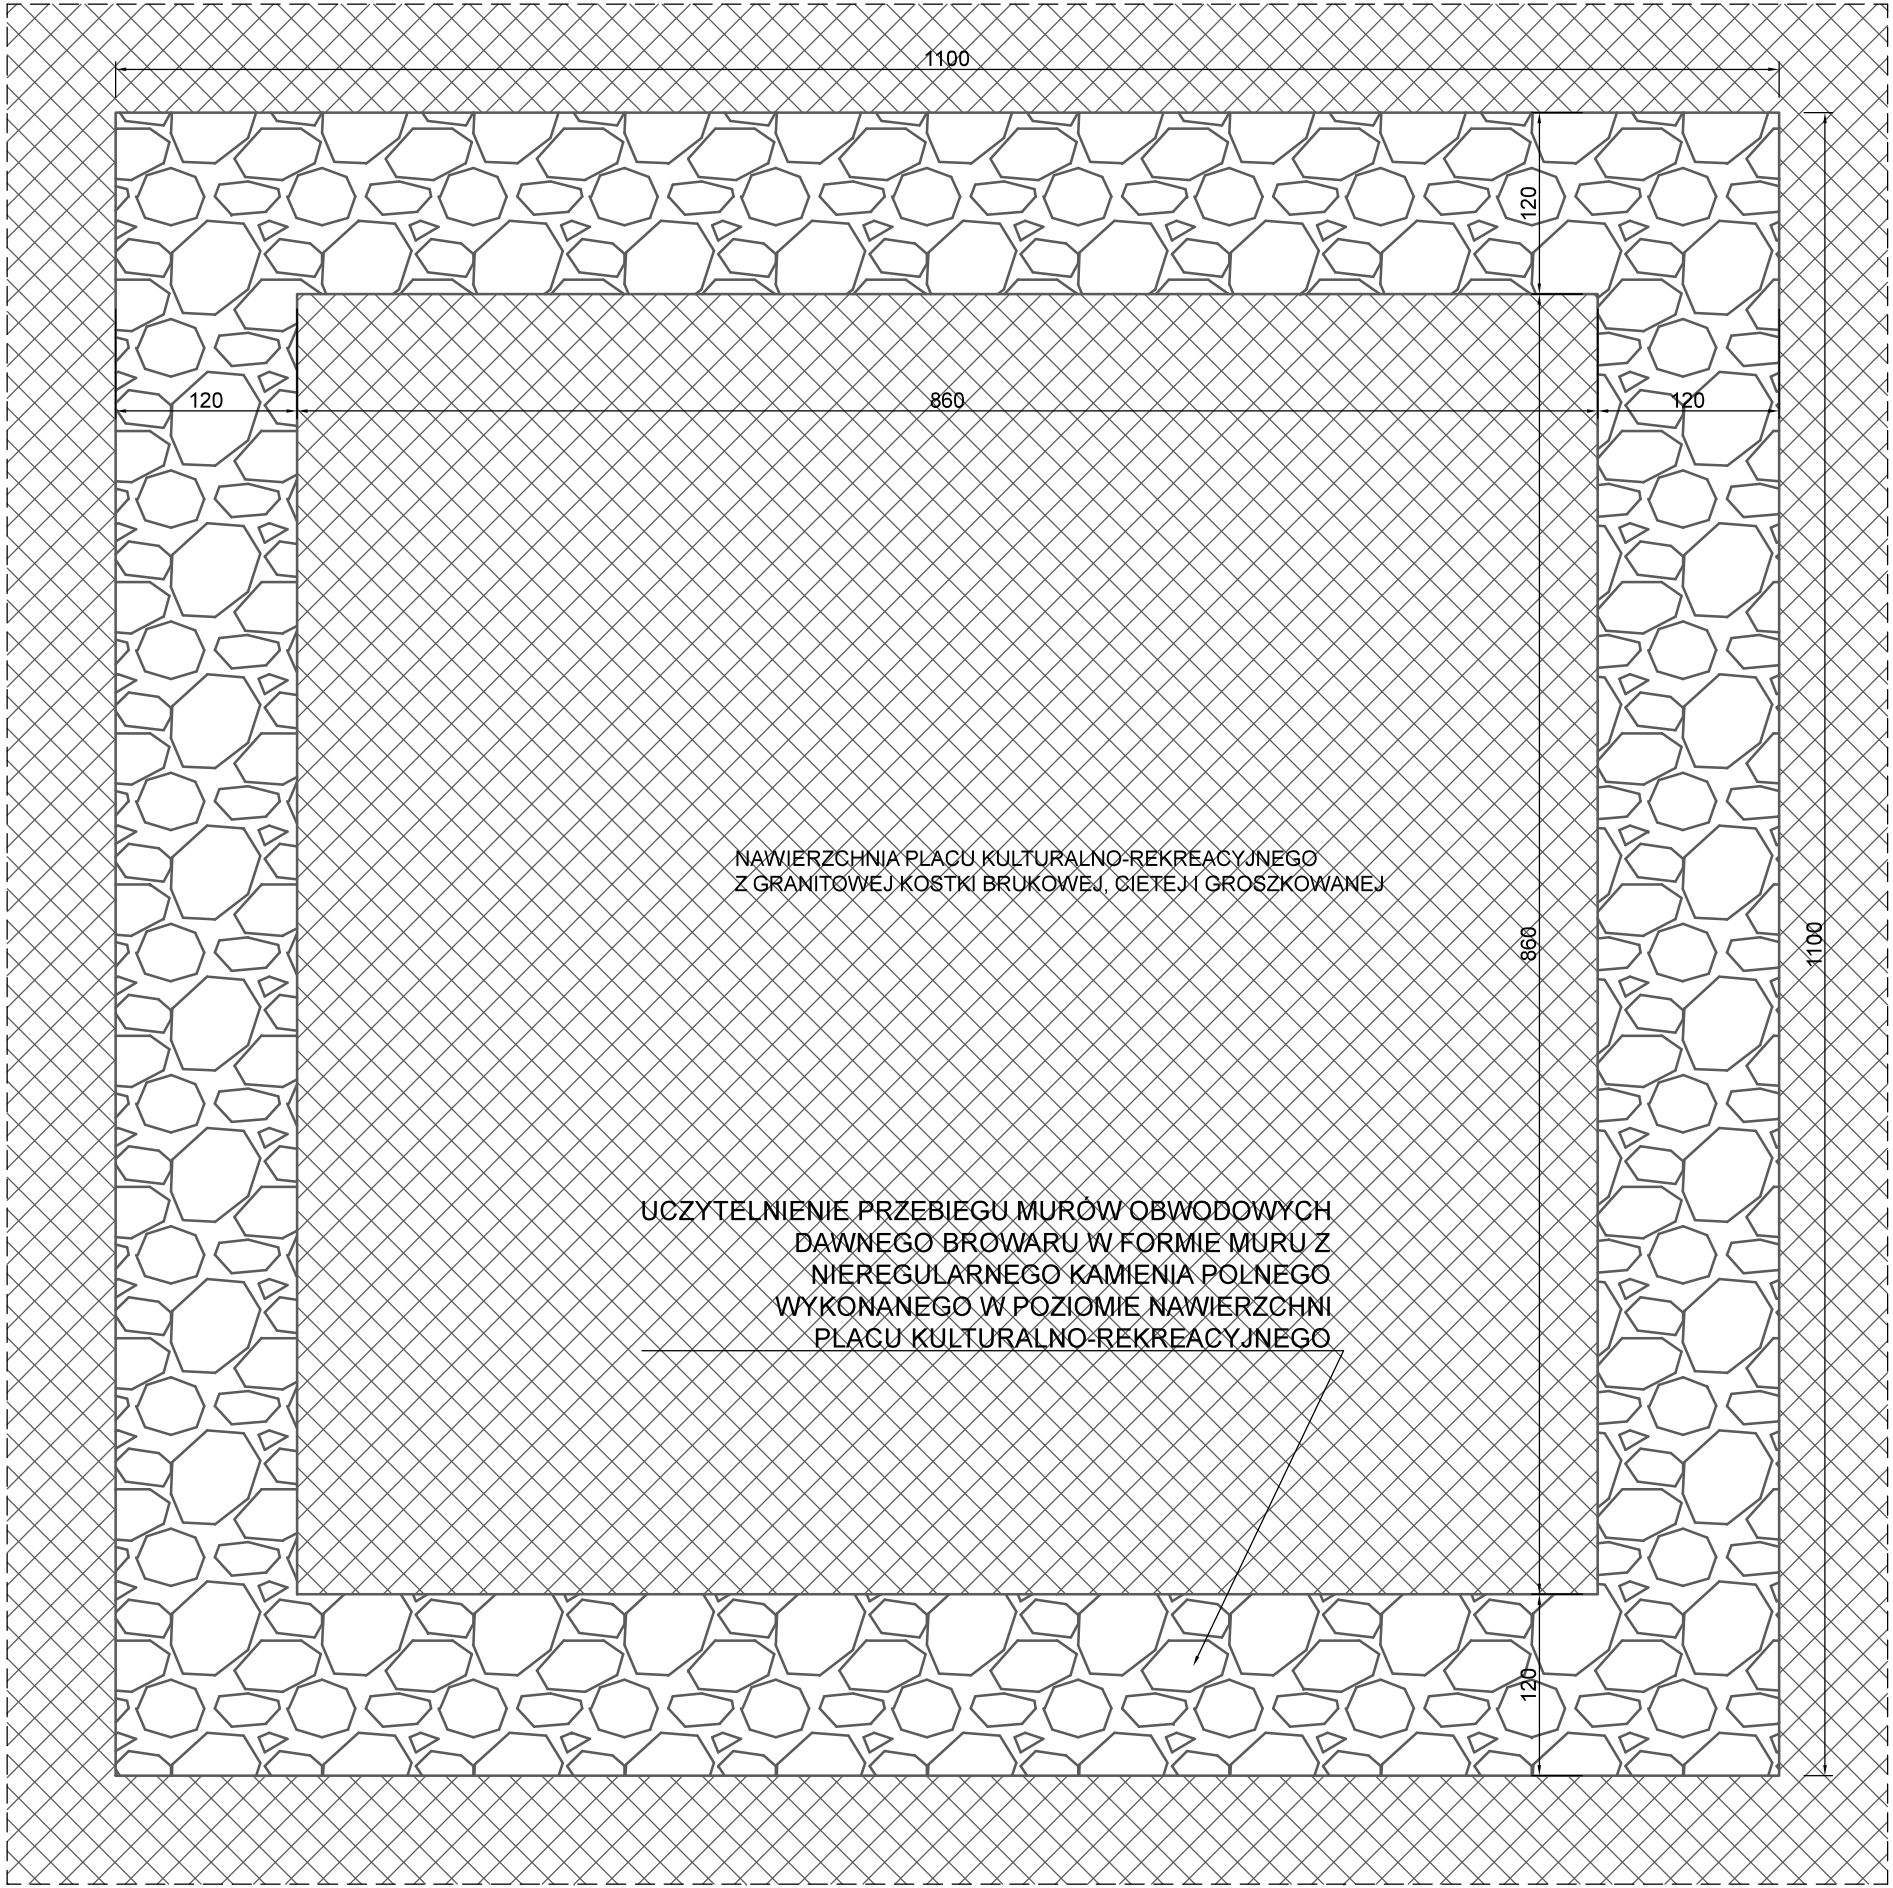 1100
120
120
860
120
NAWIERZCHNIA PLACU KULTURALNO-REKREACYJNEGO
Z GRANITOWEJ KOSTKI BRUKOWEJ, CIETEJ I GROSZKOWANEJ
860
1100
UCZYTELNIENIE PRZEBIEGU MURÓW OBWODOWYCH
DAWNEGO BROWARU W FORMIE MURU Z
NIEREGULARNEGO KAMIENIA POLNEGO
WYKONANEGO W POZIOMIE NAWIERZCHNI
PLACU KULTURALNO-REKREACYJNEGO
120